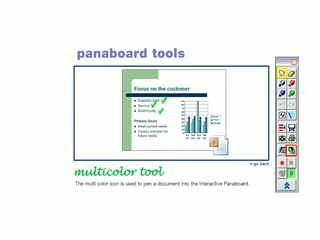 panaboard tools
Focus on the customer
Establish trust
Service
Build loyalty
Primary Goals
Meet current needs
Assess and plan for
future needs
go back
multicolor tool
The multi color icon is used to pen a document into the interactive Panaboard.